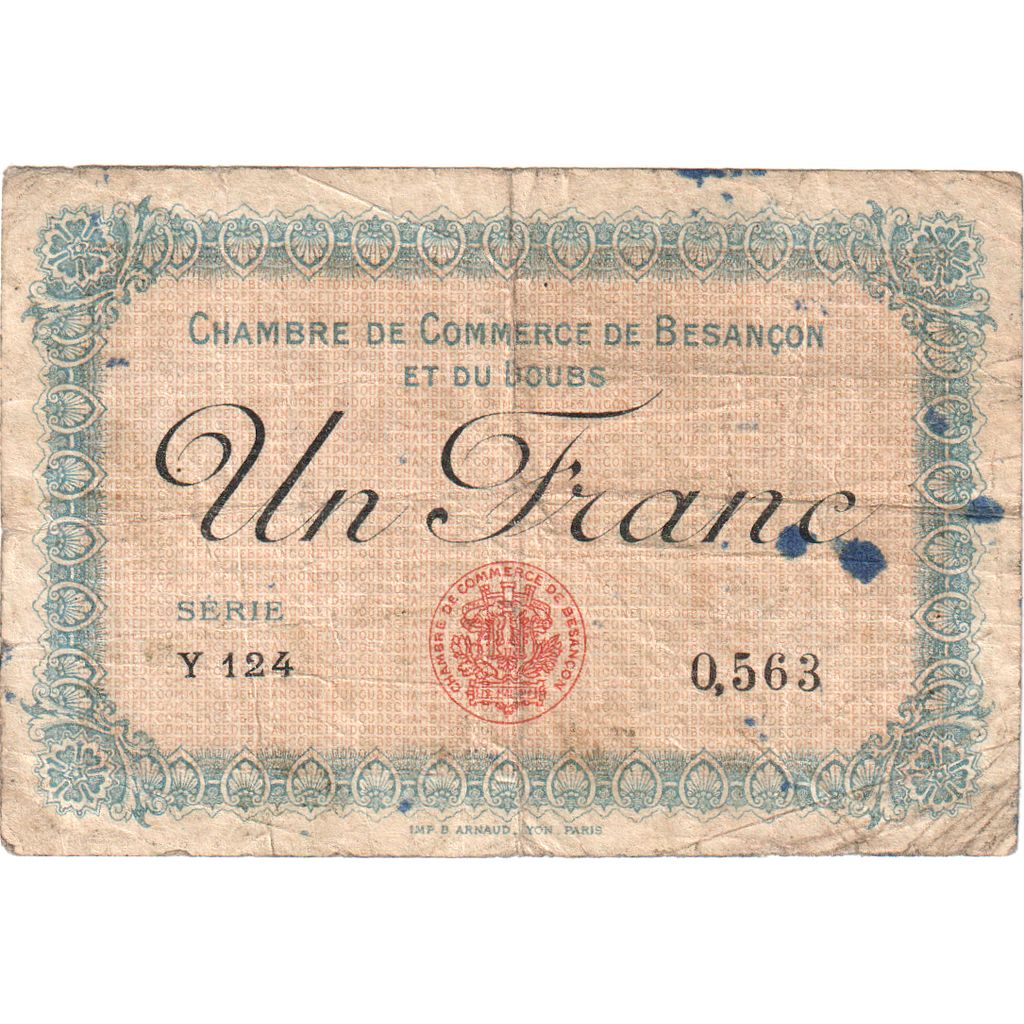 CHAMBRE DE COMMERCE DE BESANÇON
ET DU DOUBS
Un Franc
SÉRIE
Y 124
CHAMBRE DE COMMERCE DE BESANÇON
0,563
IMP. B. ARNAUD, LYON PARIS